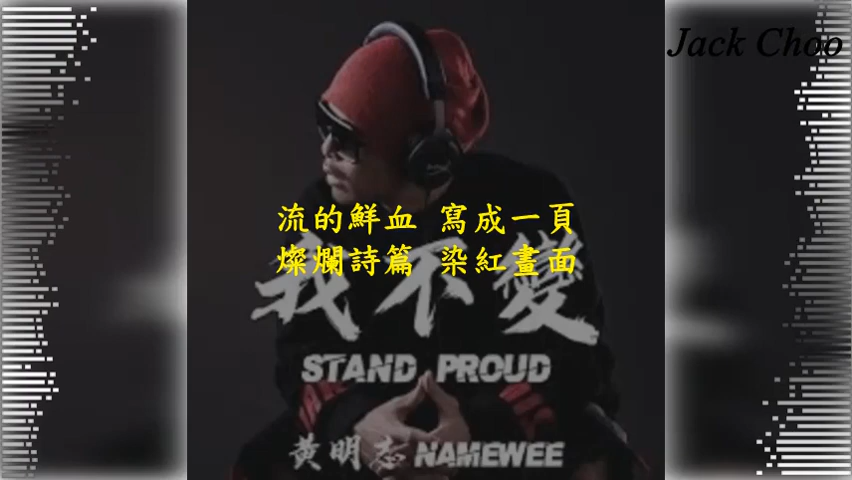 Jack Choo
流的鮮血 寫成一頁
燦爛詩篇 染紅畫面
我不變
STAND PROUD
黃明志 NAMEWEE